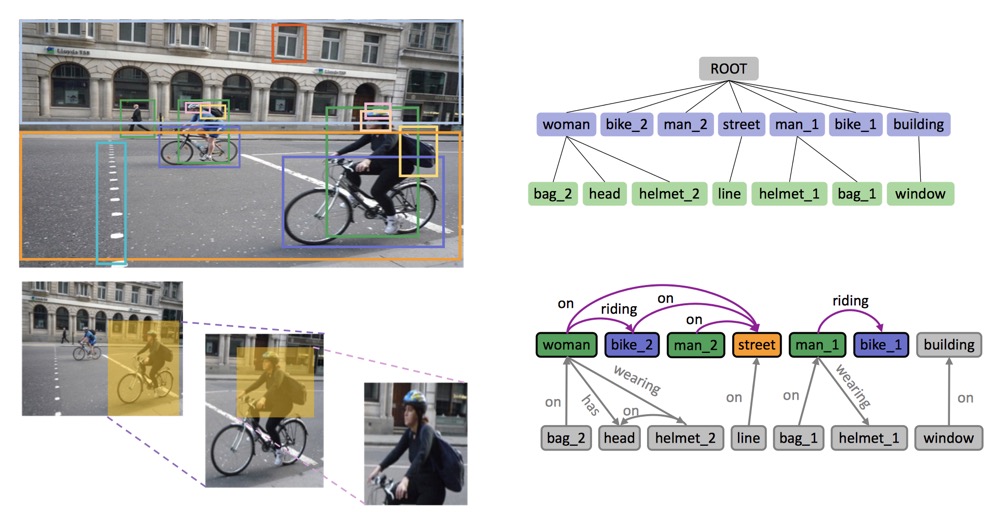 ROOT
woman bike_2 man_2 street man_1 bike_1 building
bag_2 head helmet_2 line helmet_1 bag_1 window
on riding on on riding
woman bike_2 man_2 street man_1 bike_1 building
on has wearing on on on wearing on
bag_2 head helmet_2 line bag_1 helmet_1 window